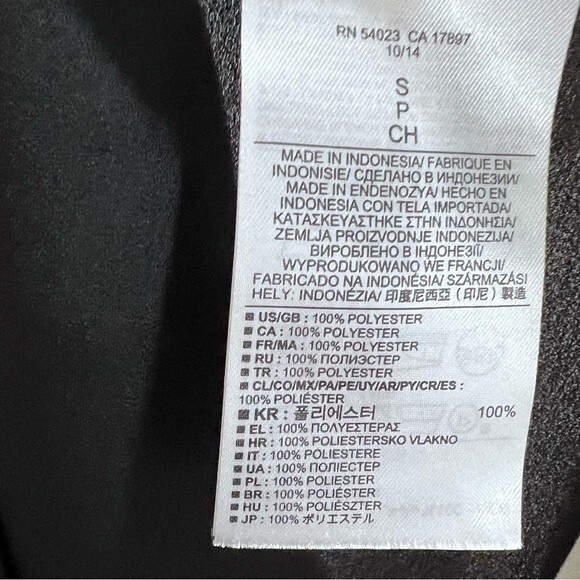 RN 54023 CA 17897
10/14
S
P
CH
MADE IN INDONESIA/ FABRIQUE EN
INDONISIE/ СДЕЛАНО В ИНДОНЕЗИИ/
MADE IN ENDENOZYA/ HECHO EN
INDONESIA CON TELA IMPORTADA/
ΚΑΤΑΣΚΕΥΑΣΤΗΚΕ ΣΤΗΝ ΙΝΔΟΝΗΣΙΑ/
ZEMLJA PROIZVODNJE INDONEZIJA/
ВИРОБЛЕНО В ІНДОНЕЗІЇ/
WYPRODUKOWANO WE FRANCJI/
FABRICADO NA INDONÉSIA/ SZÁRMAZÁSI
HELY: INDONÉZIA/ 印度尼西亞 (印尼) 製造
US/GB : 100% POLYESTER
CA : 100% POLYESTER
FR/MA : 100% POLYESTER
RU : 100% ПОЛИЭСТЕР
TR : 100% POLYESTER
CL/CO/MX/PA/PE/UY/AR/PY/CR/ES :
100% POLIÉSTER
KR : 폴리에스터 100%
EL : 100% ΠΟΛΥΕΣΤΕΡΑΣ
HR : 100% POLIESTERSKO VLAKNO
IT : 100% POLIESTERE
UA : 100% ПОЛІЕСТЕР
PL : 100% POLIESTER
BR : 100% POLIÉSTER
HU : 100% POLIÉSZTER
JP : 100% ポリエステル